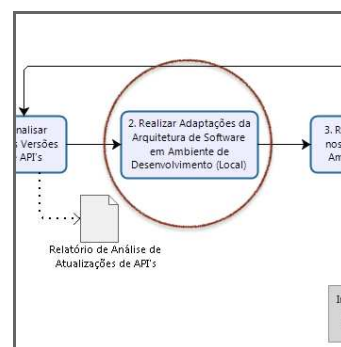 nalisar
s Versões
API's
2. Realizar Adaptações da
Arquitetura de Software
em Ambiente de
Desenvolvimento (Local)
3. R
nos
Am
Relatório de Análise de
Atualizações de API's